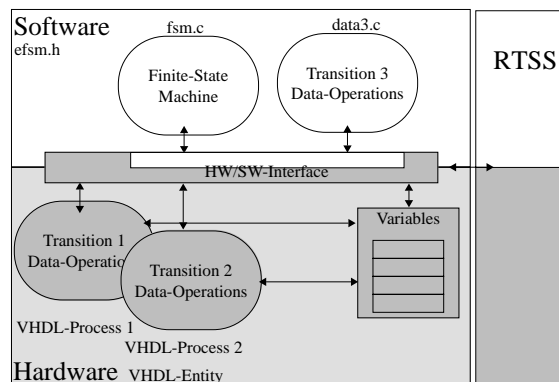 Software
efsm.h
fsm.c
data3.c
RTSS
Finite-State
Machine
Transition 3
Data-Operations
HW/SW-Interface
Transition 1
Data-Operatio
Transition 2
Data-Operations
Variables
VHDL-Process 1
VHDL-Process 2
Hardware VHDL-Entity